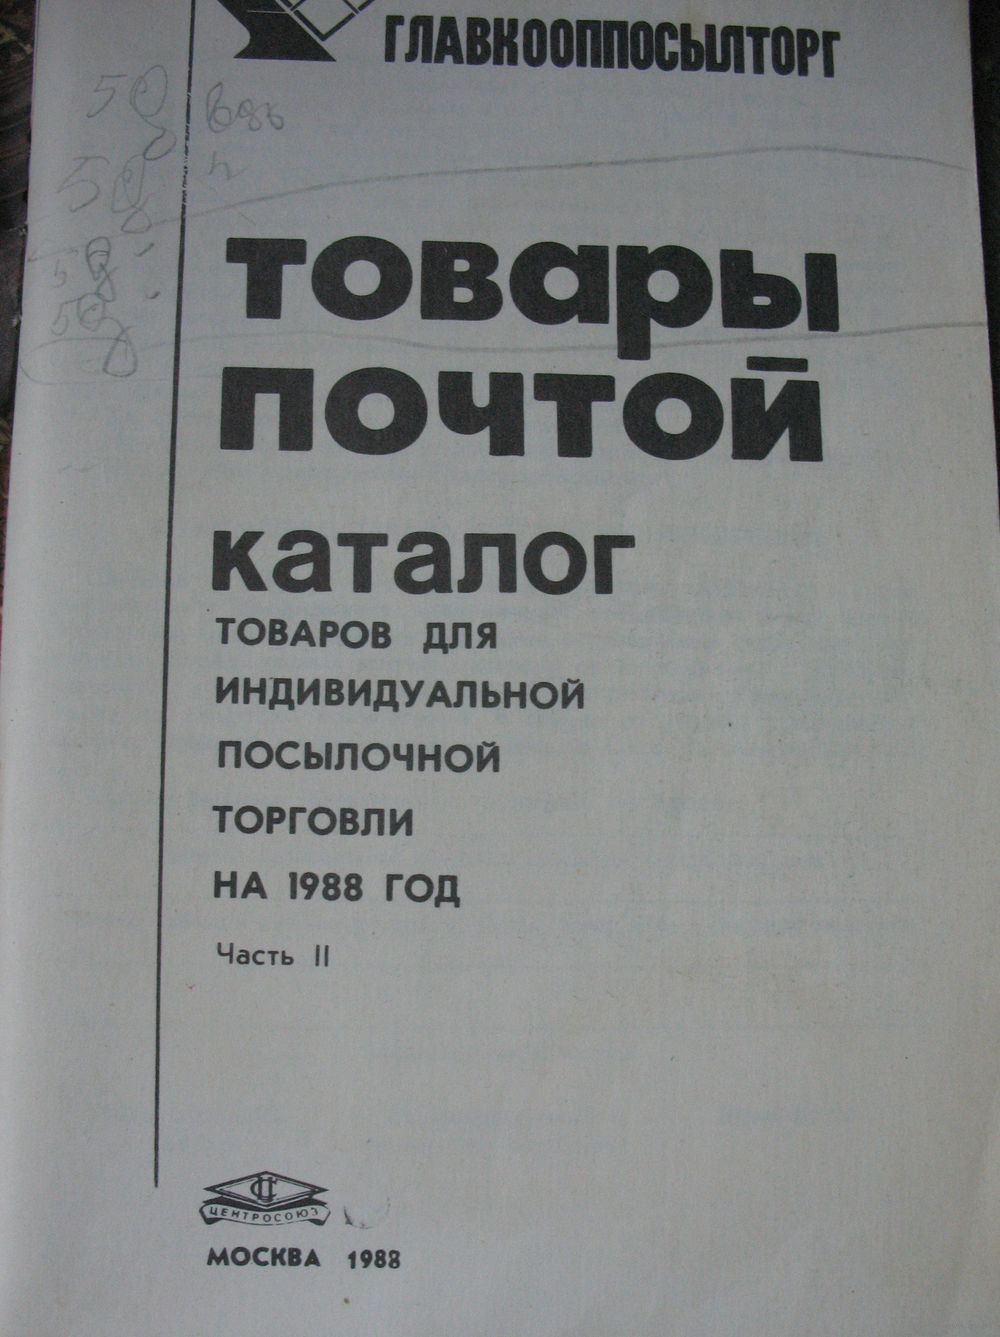 ГЛАВКООППОСЫЛТОРГ
товары
почтой
каталог
ТОВАРОВ ДЛЯ
ИНДИВИДУАЛЬНОЙ
ПОСЫЛОЧНОЙ
ТОРГОВЛИ
НА 1988 ГОД
Часть II
ЦЕНТРОСОЮЗ
МОСКВА 1988